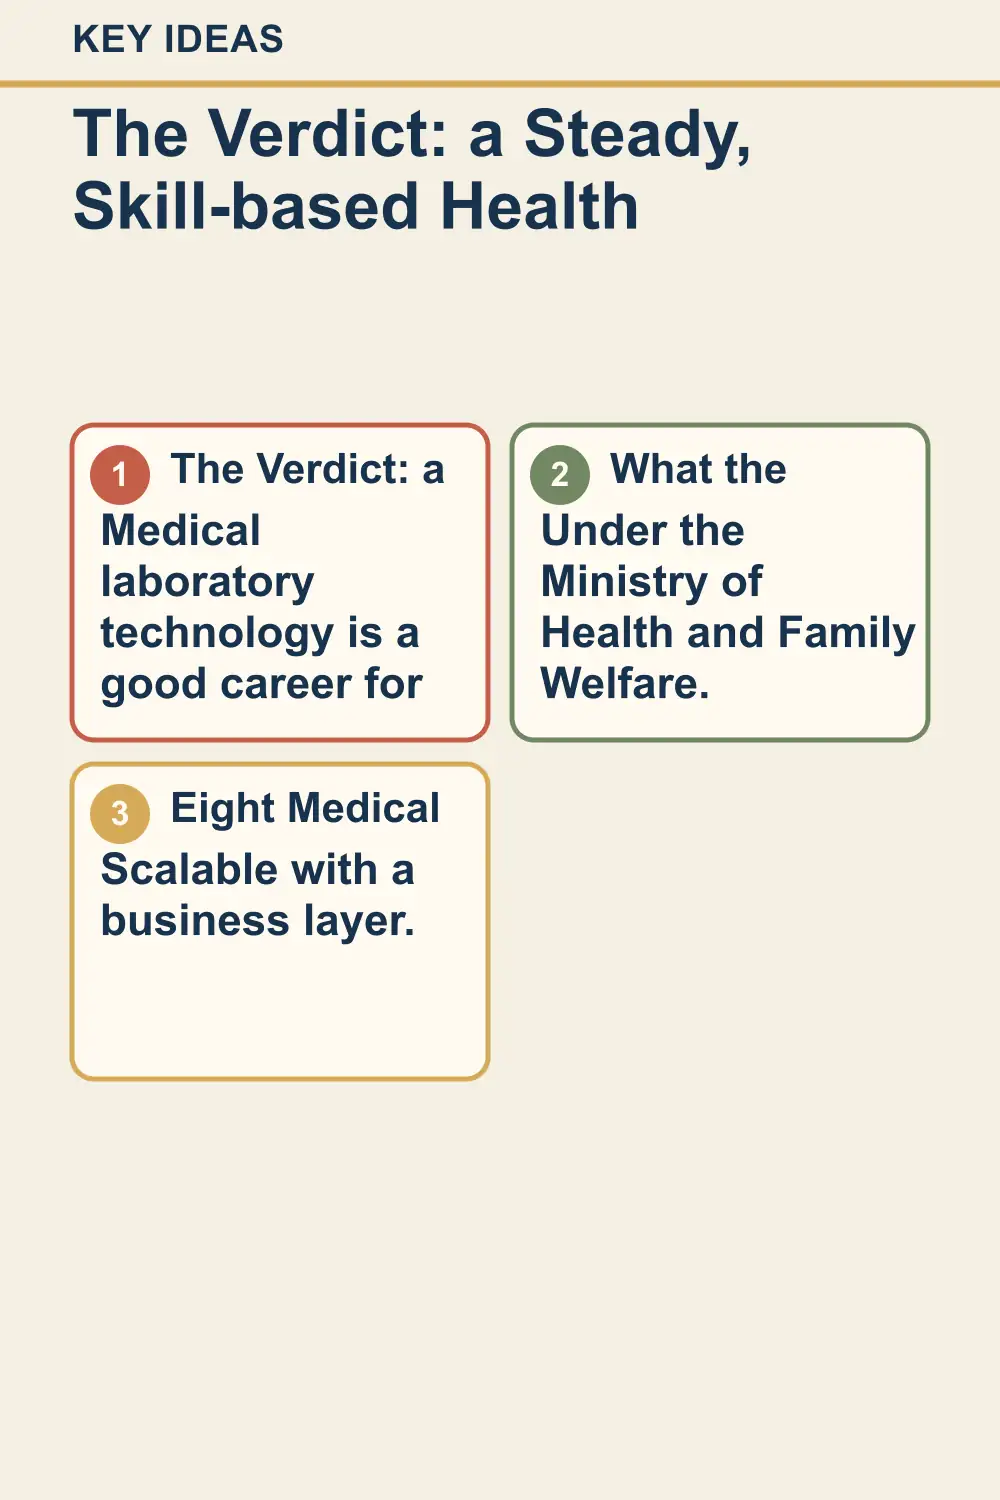 KEY IDEAS
The Verdict: a Steady,
Skill-based Health
1 The Verdict: a
Medical
laboratory
technology is a
good career for
2 What the
Under the
Ministry of
Health and Family
Welfare.
3 Eight Medical
Scalable with a
business layer.